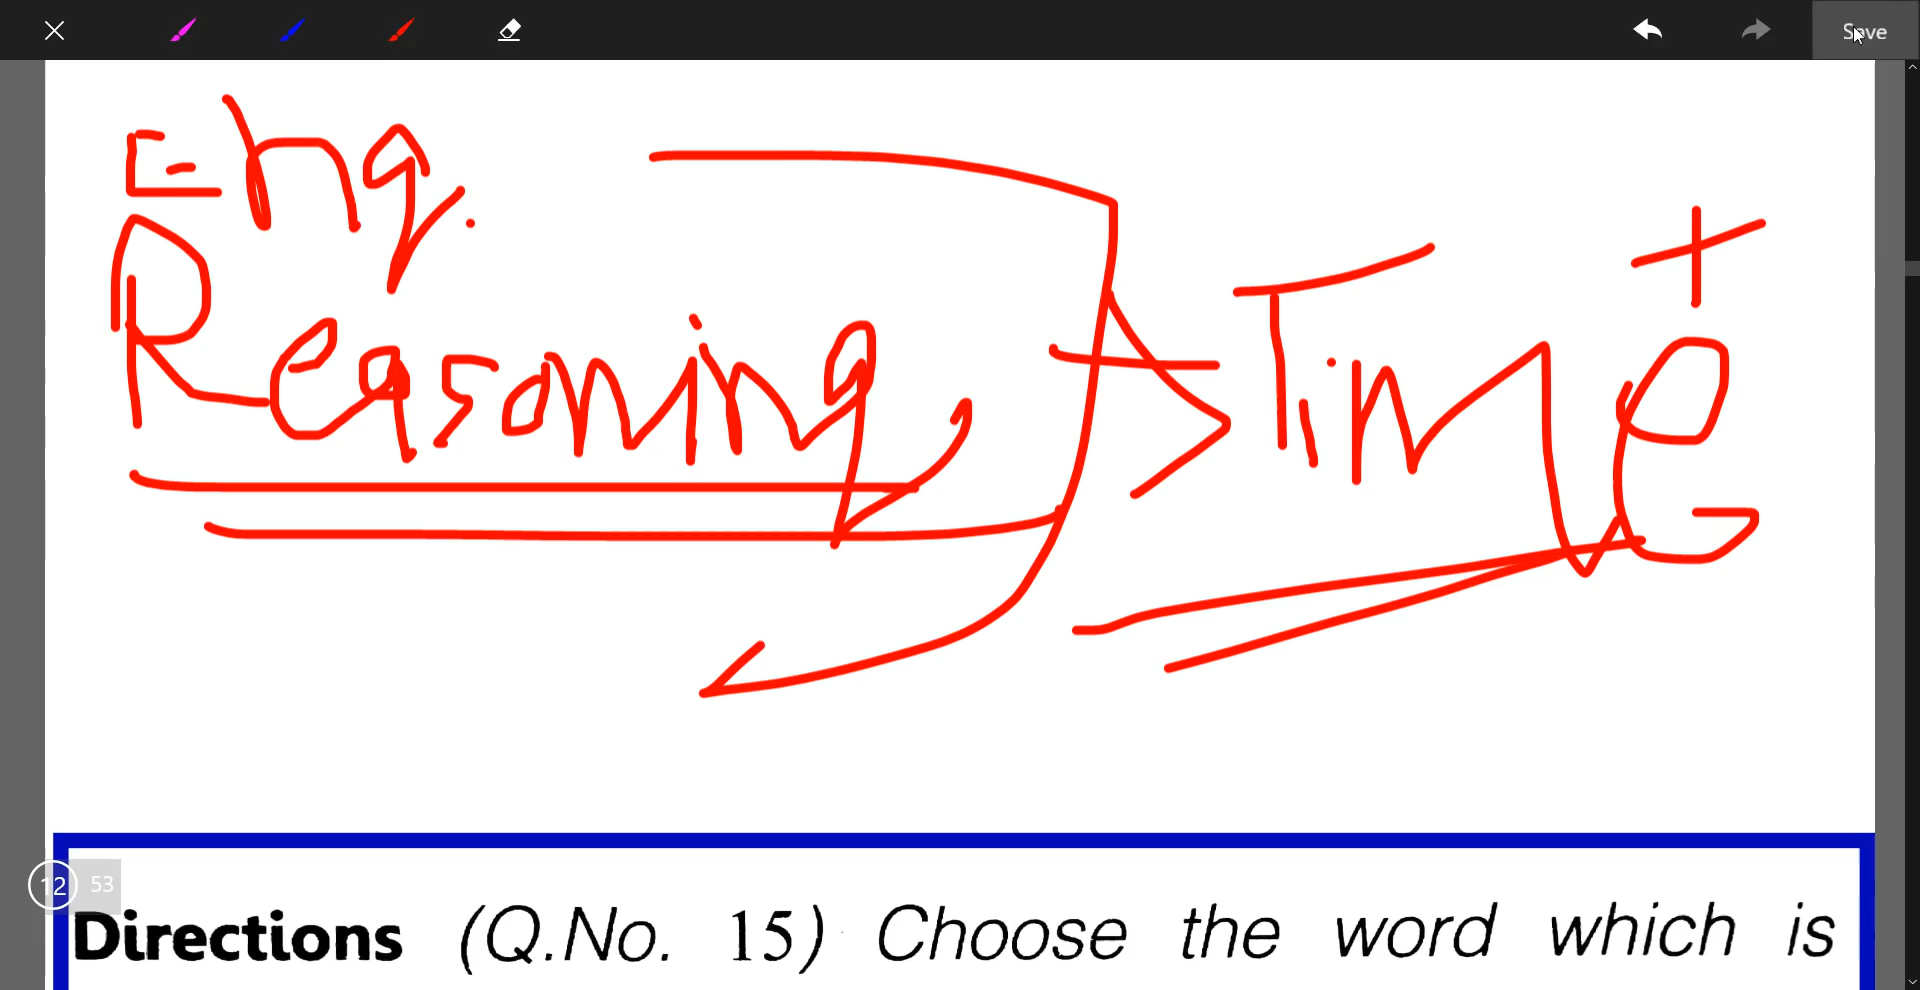 Save
Eng.
+
Reasoning
Time
12 53
Directions (Q.No. 15) Choose the word which is